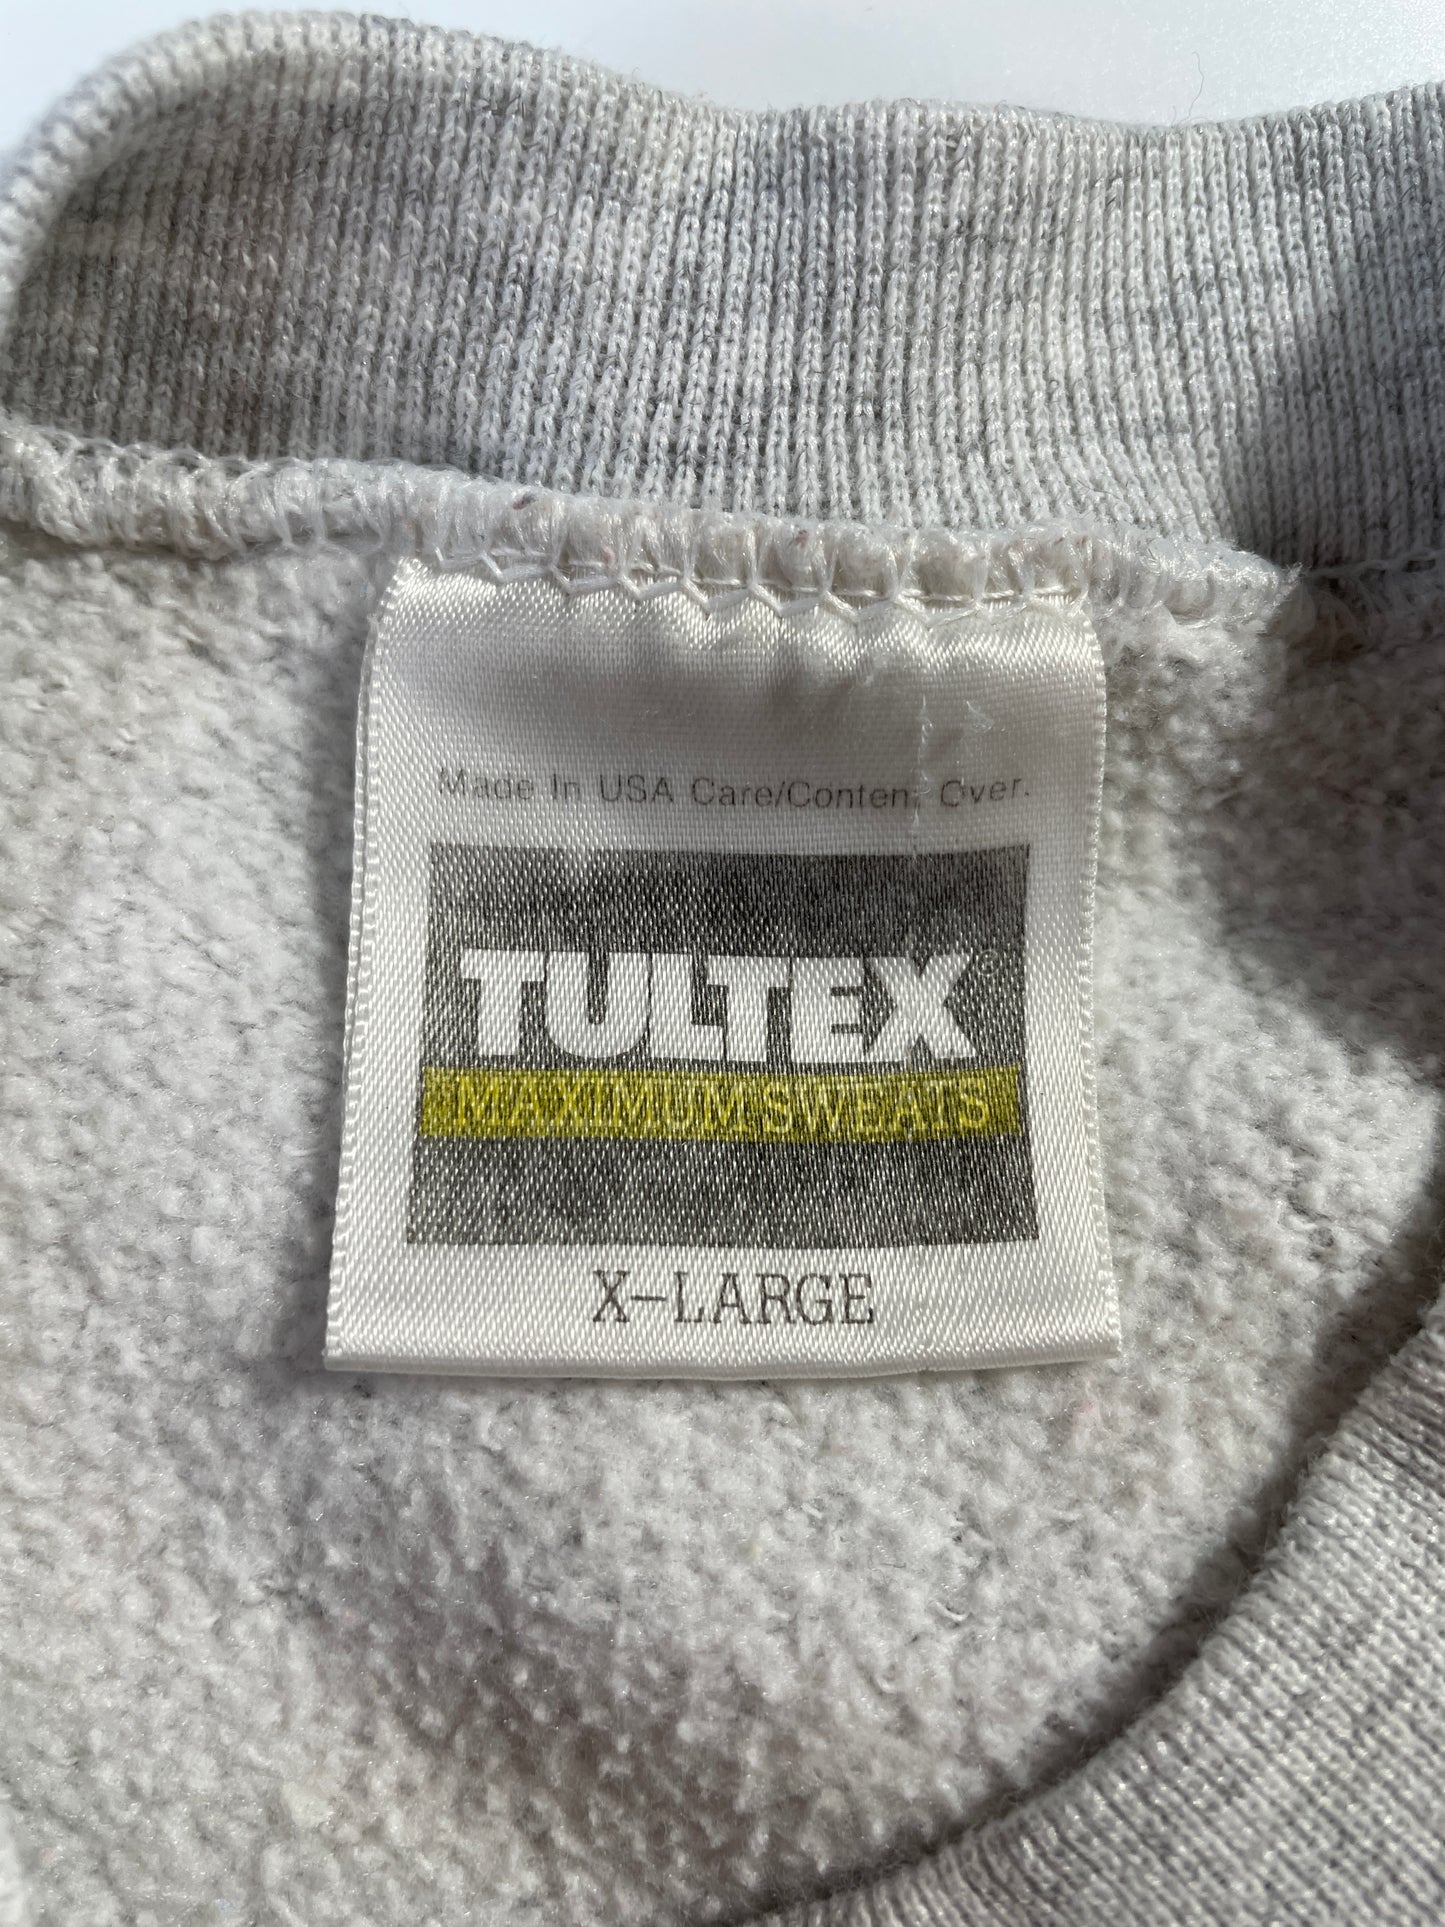 Made In USA Care/Content Over.
TULTEX®
MAXIMUM SWEATS
X-LARGE